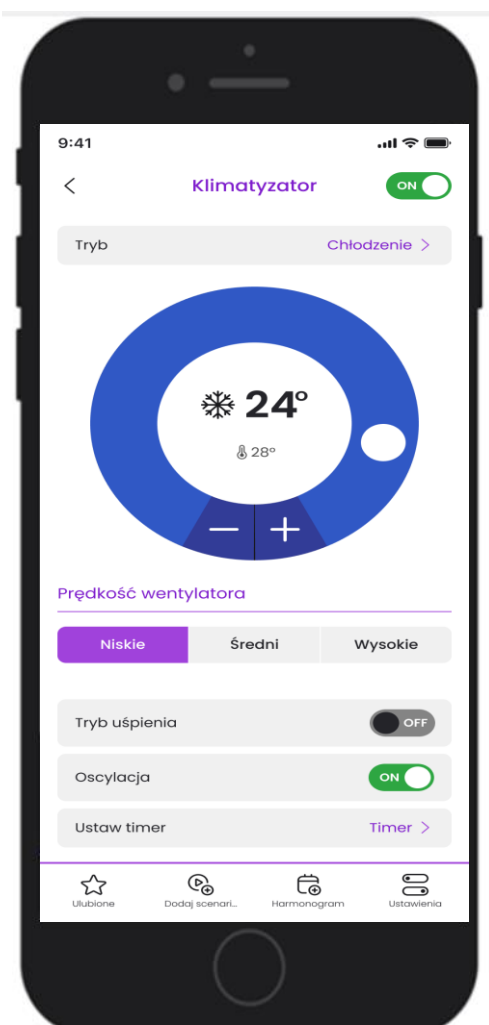 9:41
Klimatyzator
ON
Tryb
Chłodzenie >
24°
28°
− +
Prędkość wentylatora
Niskie Średni Wysokie
Tryb uśpienia
OFF
Oscylacja
ON
Ustaw timer
Timer >
Ulubione Dodaj scenari... Harmonogram Ustawienia